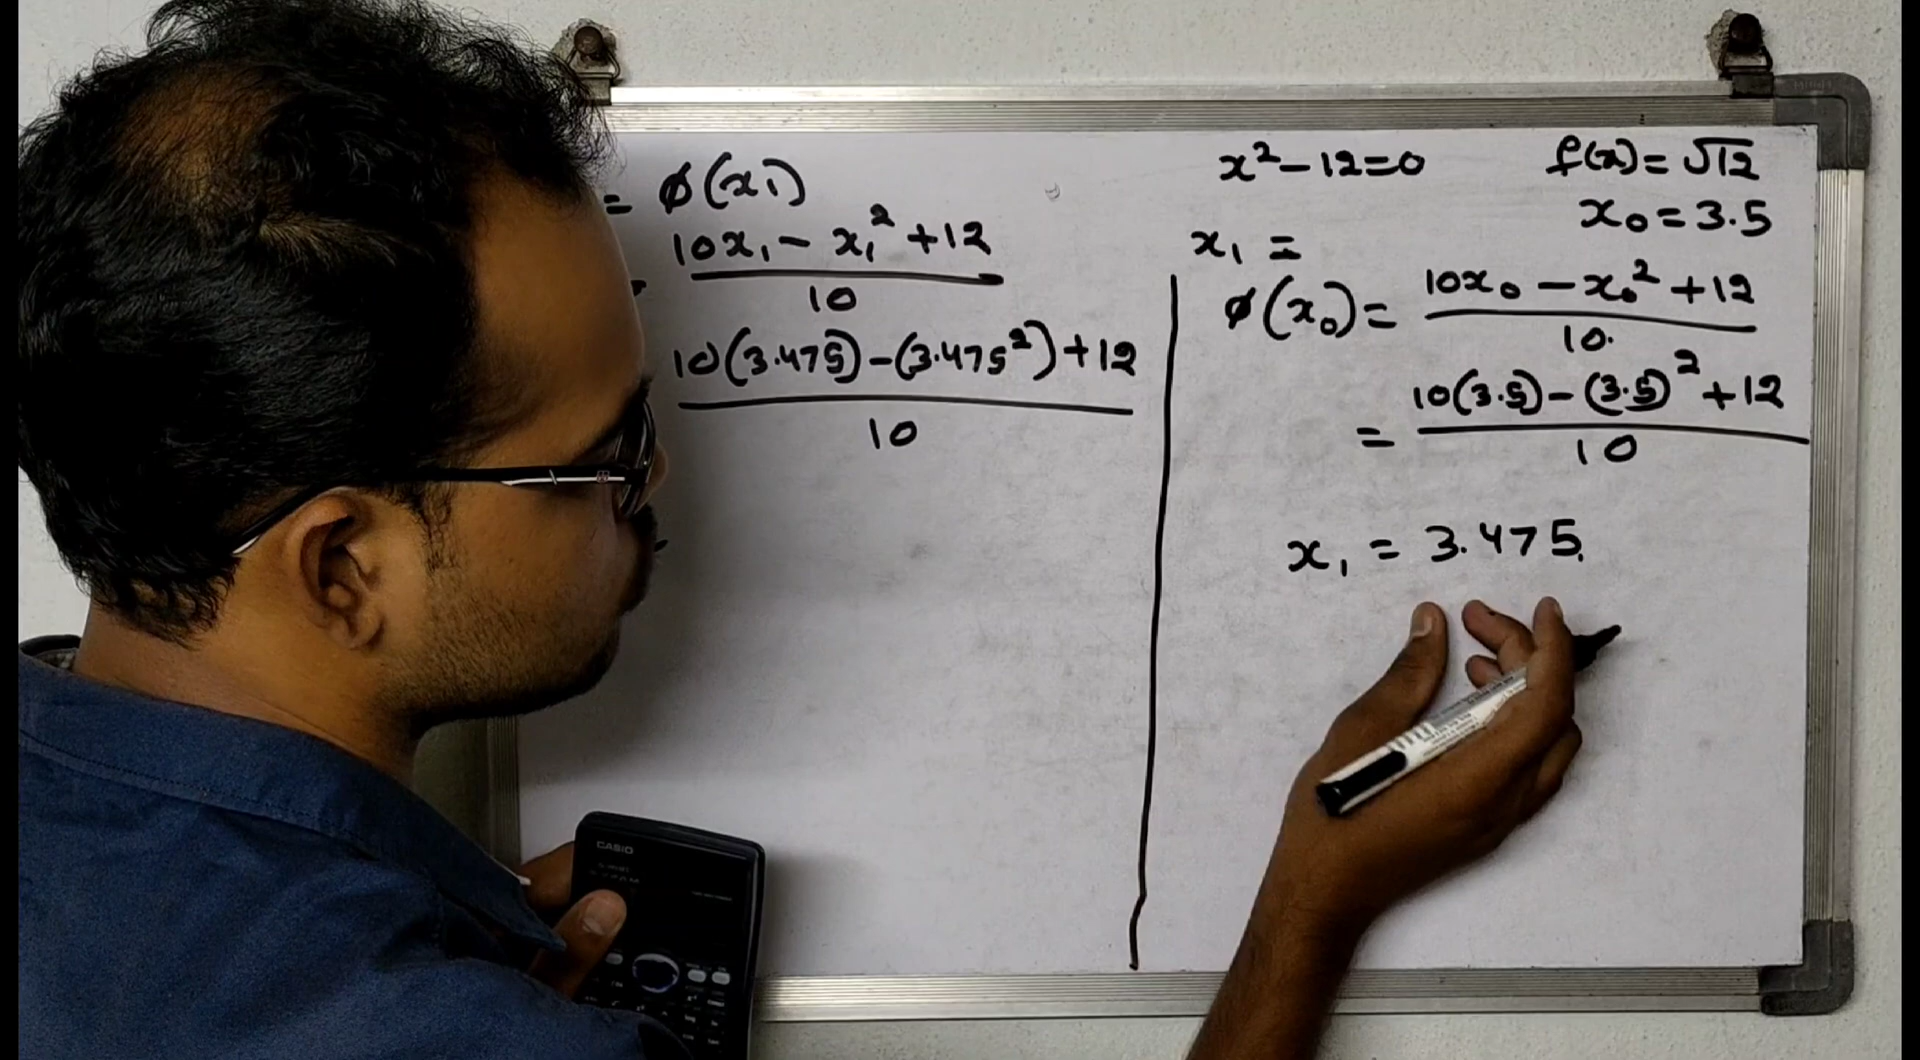 = φ(x₁)
10x₁ - x₁² + 12
10
10(3.475) - (3.475²) + 12
10
x² - 12 = 0
f(x) = √12
x₀ = 3.5
x₁ =
φ(x₀) = 10x₀ - x₀² + 12
10.
= 10(3.5) - (3.5)² + 12
10
x₁ = 3.475.
CASIO